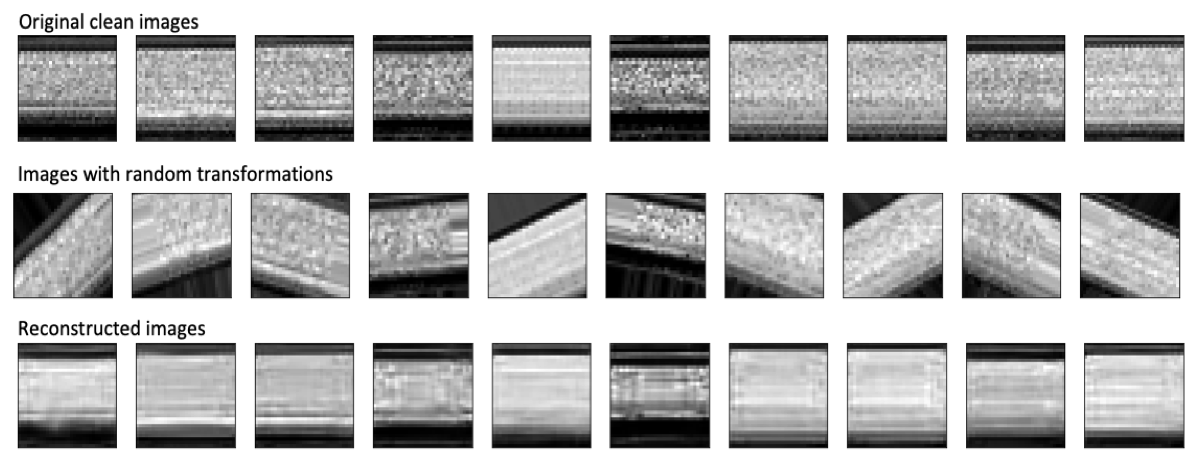 Original clean images
Images with random transformations
Reconstructed images